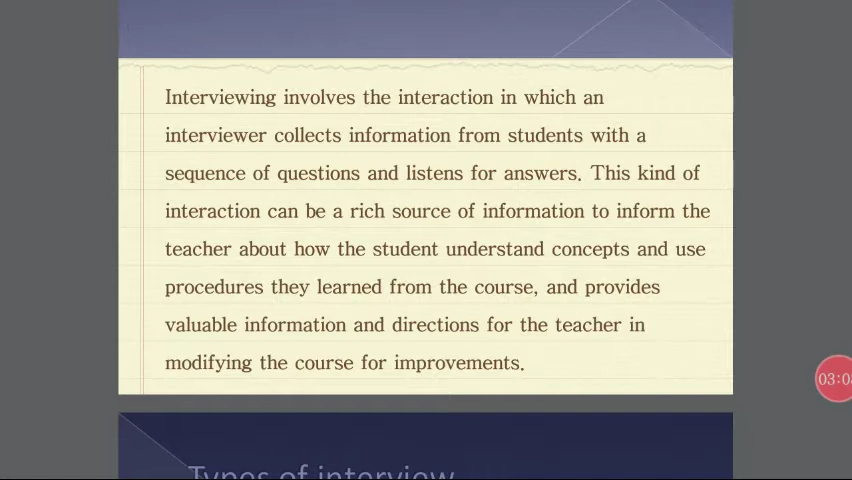 Interviewing involves the interaction in which an
interviewer collects information from students with a
sequence of questions and listens for answers. This kind of
interaction can be a rich source of information to inform the
teacher about how the student understand concepts and use
procedures they learned from the course, and provides
valuable information and directions for the teacher in
modifying the course for improvements.
Types of interview